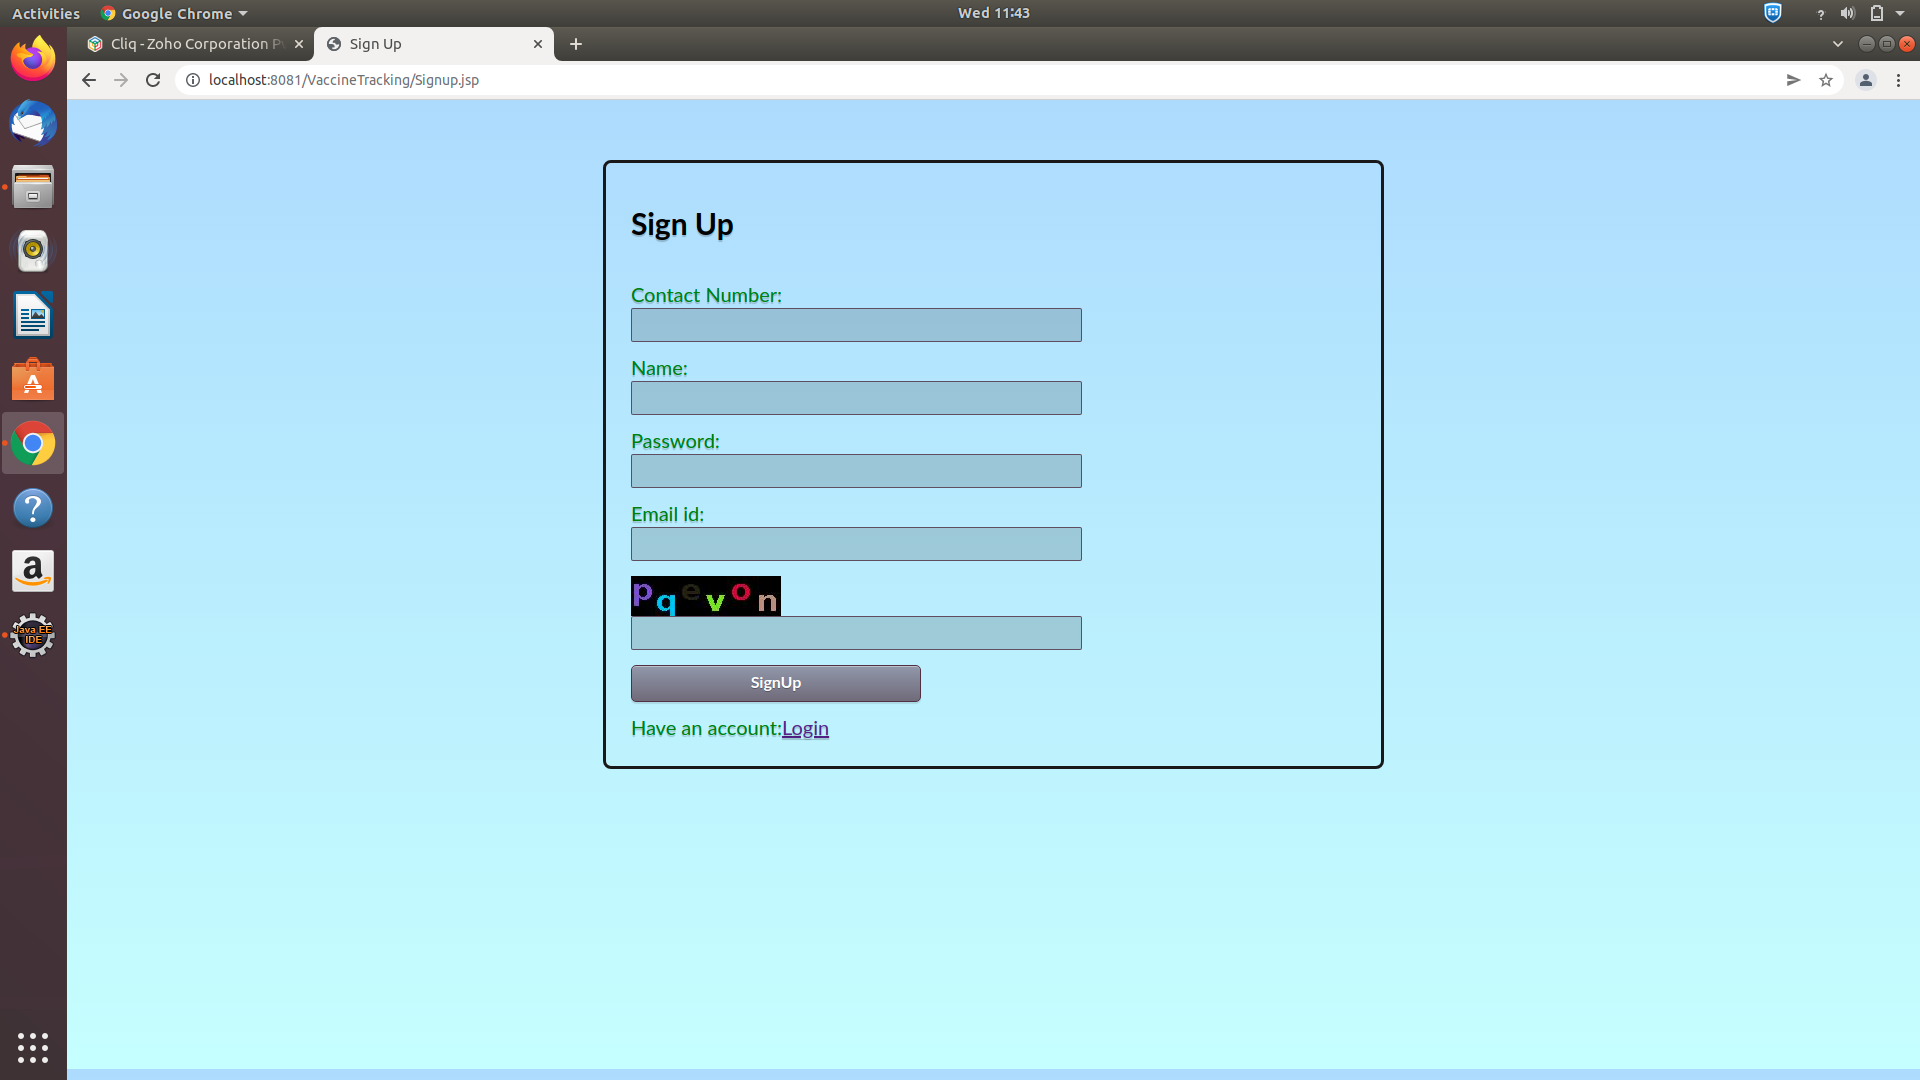 Activities Google Chrome Wed 11:43
Cliq - Zoho Corporation P Sign Up
localhost:8081/VaccineTracking/Signup.jsp
Sign Up
Contact Number:
Name:
Password:
Email id:
pqevon
SignUp
Have an account:Login
Java EE
IDE